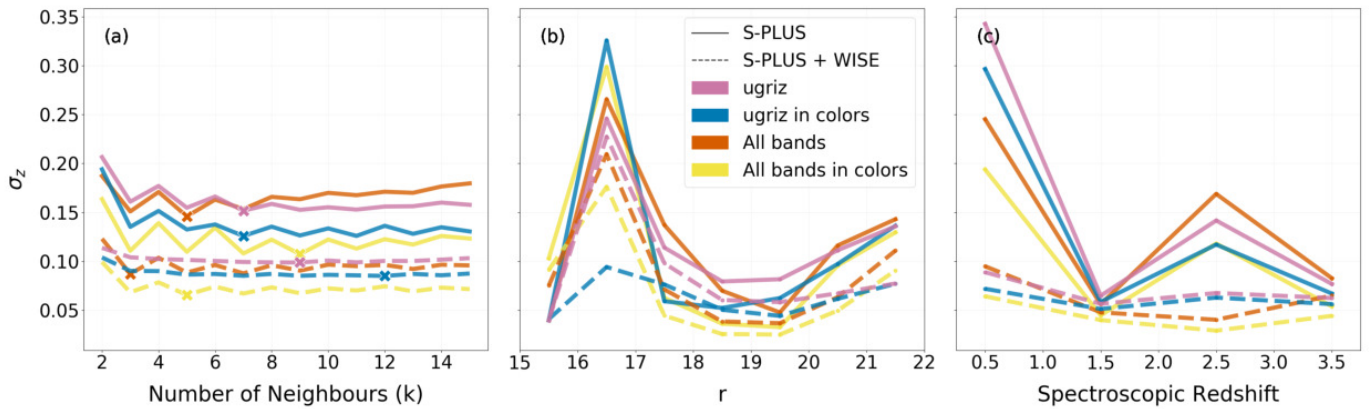 (a)
0.35
0.30
0.25
0.20
0.15
0.10
0.05
σz
2 4 6 8 10 12 14
Number of Neighbours (k)
(b)
S-PLUS
S-PLUS + WISE
ugriz
ugriz in colors
All bands
All bands in colors
15 16 17 18 19 20 21 22
r
(c)
0.5 1.0 1.5 2.0 2.5 3.0 3.5
Spectroscopic Redshift